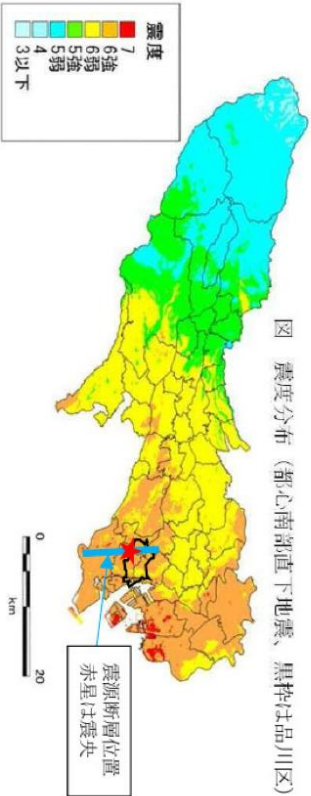 図　震度分布（都心南部直下地震、黒枠は品川区）
震度
7
6強
6弱
5強
5弱
4
3以下
震源断層位置
赤星は震央
0
20
km